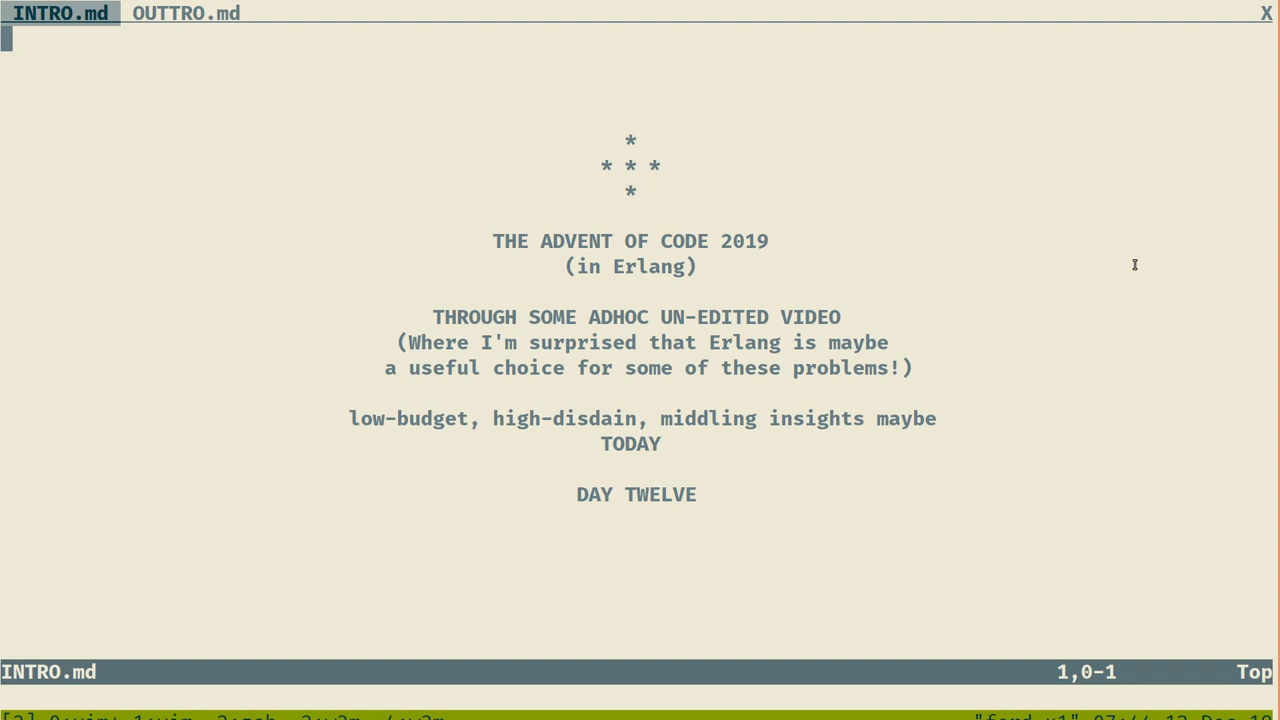 INTRO.md OUTTRO.md X
*
* * *
*
THE ADVENT OF CODE 2019
(in Erlang)
THROUGH SOME ADHOC UN-EDITED VIDEO
(Where I'm surprised that Erlang is maybe
a useful choice for some of these problems!)
low-budget, high-disdain, middling insights maybe
TODAY
DAY TWELVE
INTRO.md 1,0-1 Top